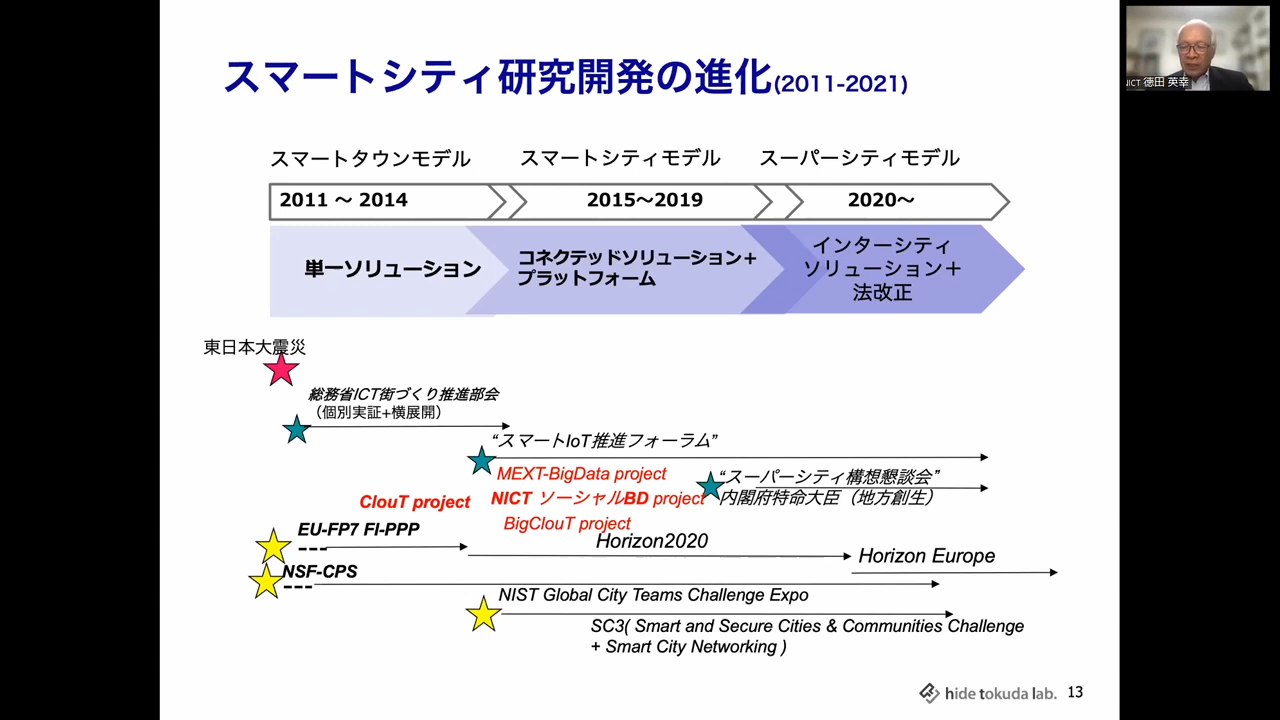 スマートシティ研究開発の進化(2011-2021)
スマートタウンモデル
スマートシティモデル
スーパーシティモデル
2011 ～ 2014
2015～2019
2020～
単一ソリューション
コネクテッドソリューション＋
プラットフォーム
インターシティ
ソリューション＋
法改正
東日本大震災
総務省ICT街づくり推進部会
（個別実証+横展開）
“スマートIoT推進フォーラム”
MEXT-BigData project
“スーパーシティ構想懇談会”
ClouT project
NICT ソーシャルBD project
内閣府特命大臣（地方創生）
BigClouT project
EU-FP7 FI-PPP
Horizon2020
Horizon Europe
NSF-CPS
NIST Global City Teams Challenge Expo
SC3( Smart and Secure Cities & Communities Challenge
+ Smart City Networking )
hide tokuda lab.
13
NICT 徳田 英幸